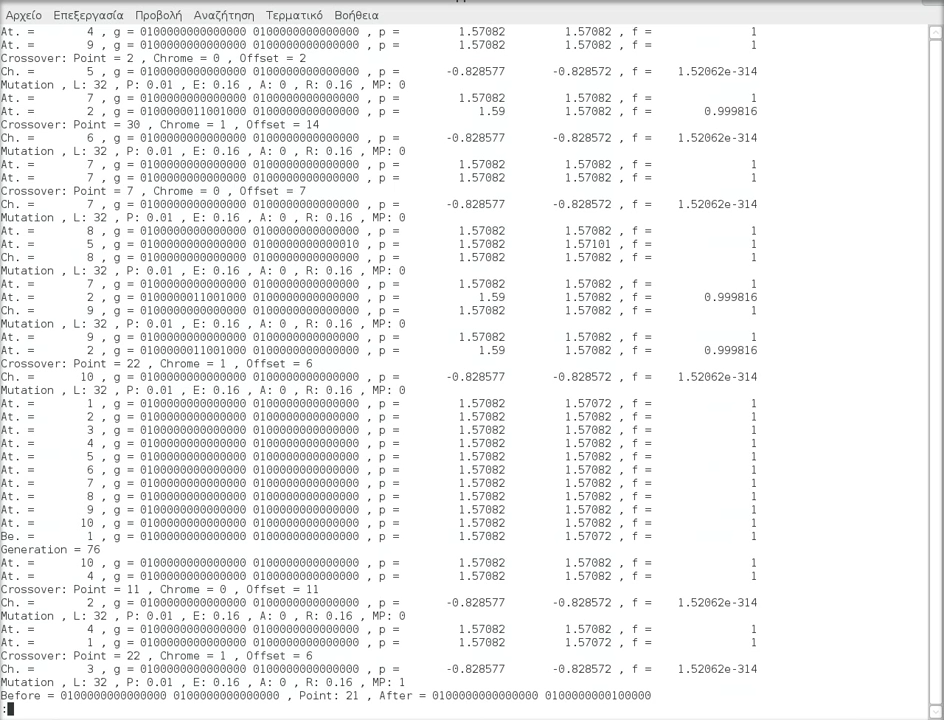 Αρχείο Επεξεργασία Προβολή Αναζήτηση Τερματικό Βοήθεια
At. = 4 , g = 0100000000000000 0100000000000000 , p = 1.57082 1.57082 , f = 1
At. = 9 , g = 0100000000000000 0100000000000000 , p = 1.57082 1.57082 , f = 1
Crossover: Point = 2 , Chrome = 0 , Offset = 2
Ch. = 5 , g = 0100000000000000 0100000000000000 , p = -0.828577 -0.828572 , f = 1.52062e-314
Mutation , L: 32 , P: 0.01 , E: 0.16 , A: 0 , R: 0.16 , MP: 0
At. = 7 , g = 0100000000000000 0100000000000000 , p = 1.57082 1.57082 , f = 1
At. = 2 , g = 0100000011001000 0100000000000000 , p = 1.59 1.57082 , f = 0.999816
Crossover: Point = 30 , Chrome = 1 , Offset = 14
Ch. = 6 , g = 0100000000000000 0100000000000000 , p = -0.828577 -0.828572 , f = 1.52062e-314
Mutation , L: 32 , P: 0.01 , E: 0.16 , A: 0 , R: 0.16 , MP: 0
At. = 7 , g = 0100000000000000 0100000000000000 , p = 1.57082 1.57082 , f = 1
At. = 7 , g = 0100000000000000 0100000000000000 , p = 1.57082 1.57082 , f = 1
Crossover: Point = 7 , Chrome = 0 , Offset = 7
Ch. = 7 , g = 0100000000000000 0100000000000000 , p = -0.828577 -0.828572 , f = 1.52062e-314
Mutation , L: 32 , P: 0.01 , E: 0.16 , A: 0 , R: 0.16 , MP: 0
At. = 8 , g = 0100000000000000 0100000000000000 , p = 1.57082 1.57082 , f = 1
At. = 5 , g = 0100000000000000 0100000000000010 , p = 1.57082 1.57101 , f = 1
Ch. = 8 , g = 0100000000000000 0100000000000000 , p = 1.57082 1.57082 , f = 1
Mutation , L: 32 , P: 0.01 , E: 0.16 , A: 0 , R: 0.16 , MP: 0
At. = 7 , g = 0100000000000000 0100000000000000 , p = 1.57082 1.57082 , f = 1
At. = 2 , g = 0100000011001000 0100000000000000 , p = 1.59 1.57082 , f = 0.999816
Ch. = 9 , g = 0100000000000000 0100000000000000 , p = 1.57082 1.57082 , f = 1
Mutation , L: 32 , P: 0.01 , E: 0.16 , A: 0 , R: 0.16 , MP: 0
At. = 9 , g = 0100000000000000 0100000000000000 , p = 1.57082 1.57082 , f = 1
At. = 2 , g = 0100000011001000 0100000000000000 , p = 1.59 1.57082 , f = 0.999816
Crossover: Point = 22 , Chrome = 1 , Offset = 6
Ch. = 10 , g = 0100000000000000 0100000000000000 , p = -0.828577 -0.828572 , f = 1.52062e-314
Mutation , L: 32 , P: 0.01 , E: 0.16 , A: 0 , R: 0.16 , MP: 0
At. = 1 , g = 0100000000000000 0100000000000000 , p = 1.57082 1.57072 , f = 1
At. = 2 , g = 0100000000000000 0100000000000000 , p = 1.57082 1.57082 , f = 1
At. = 3 , g = 0100000000000000 0100000000000000 , p = 1.57082 1.57082 , f = 1
At. = 4 , g = 0100000000000000 0100000000000000 , p = 1.57082 1.57082 , f = 1
At. = 5 , g = 0100000000000000 0100000000000000 , p = 1.57082 1.57082 , f = 1
At. = 6 , g = 0100000000000000 0100000000000000 , p = 1.57082 1.57082 , f = 1
At. = 7 , g = 0100000000000000 0100000000000000 , p = 1.57082 1.57082 , f = 1
At. = 8 , g = 0100000000000000 0100000000000000 , p = 1.57082 1.57082 , f = 1
At. = 9 , g = 0100000000000000 0100000000000000 , p = 1.57082 1.57082 , f = 1
At. = 10 , g = 0100000000000000 0100000000000000 , p = 1.57082 1.57082 , f = 1
Be. = 1 , g = 0100000000000000 0100000000000000 , p = 1.57082 1.57072 , f = 1
Generation = 76
At. = 10 , g = 0100000000000000 0100000000000000 , p = 1.57082 1.57082 , f = 1
At. = 4 , g = 0100000000000000 0100000000000000 , p = 1.57082 1.57082 , f = 1
Crossover: Point = 11 , Chrome = 0 , Offset = 11
Ch. = 2 , g = 0100000000000000 0100000000000000 , p = -0.828577 -0.828572 , f = 1.52062e-314
Mutation , L: 32 , P: 0.01 , E: 0.16 , A: 0 , R: 0.16 , MP: 0
At. = 4 , g = 0100000000000000 0100000000000000 , p = 1.57082 1.57082 , f = 1
At. = 1 , g = 0100000000000000 0100000000000000 , p = 1.57082 1.57072 , f = 1
Crossover: Point = 22 , Chrome = 1 , Offset = 6
Ch. = 3 , g = 0100000000000000 0100000000000000 , p = -0.828577 -0.828572 , f = 1.52062e-314
Mutation , L: 32 , P: 0.01 , E: 0.16 , A: 0 , R: 0.16 , MP: 1
Before = 0100000000000000 0100000000000000 , Point: 21 , After = 0100000000000000 0100000000100000
: